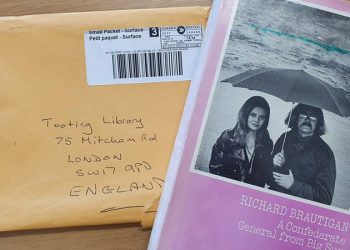 Small Packet - Surface
Petit paquet - Surface
3
Tooting Library
75 Mitcham Rd
LONDON
SW17 9PD
ENGLAND
RICHARD BRAUTIGAN
A Confederate
General from Big Sur